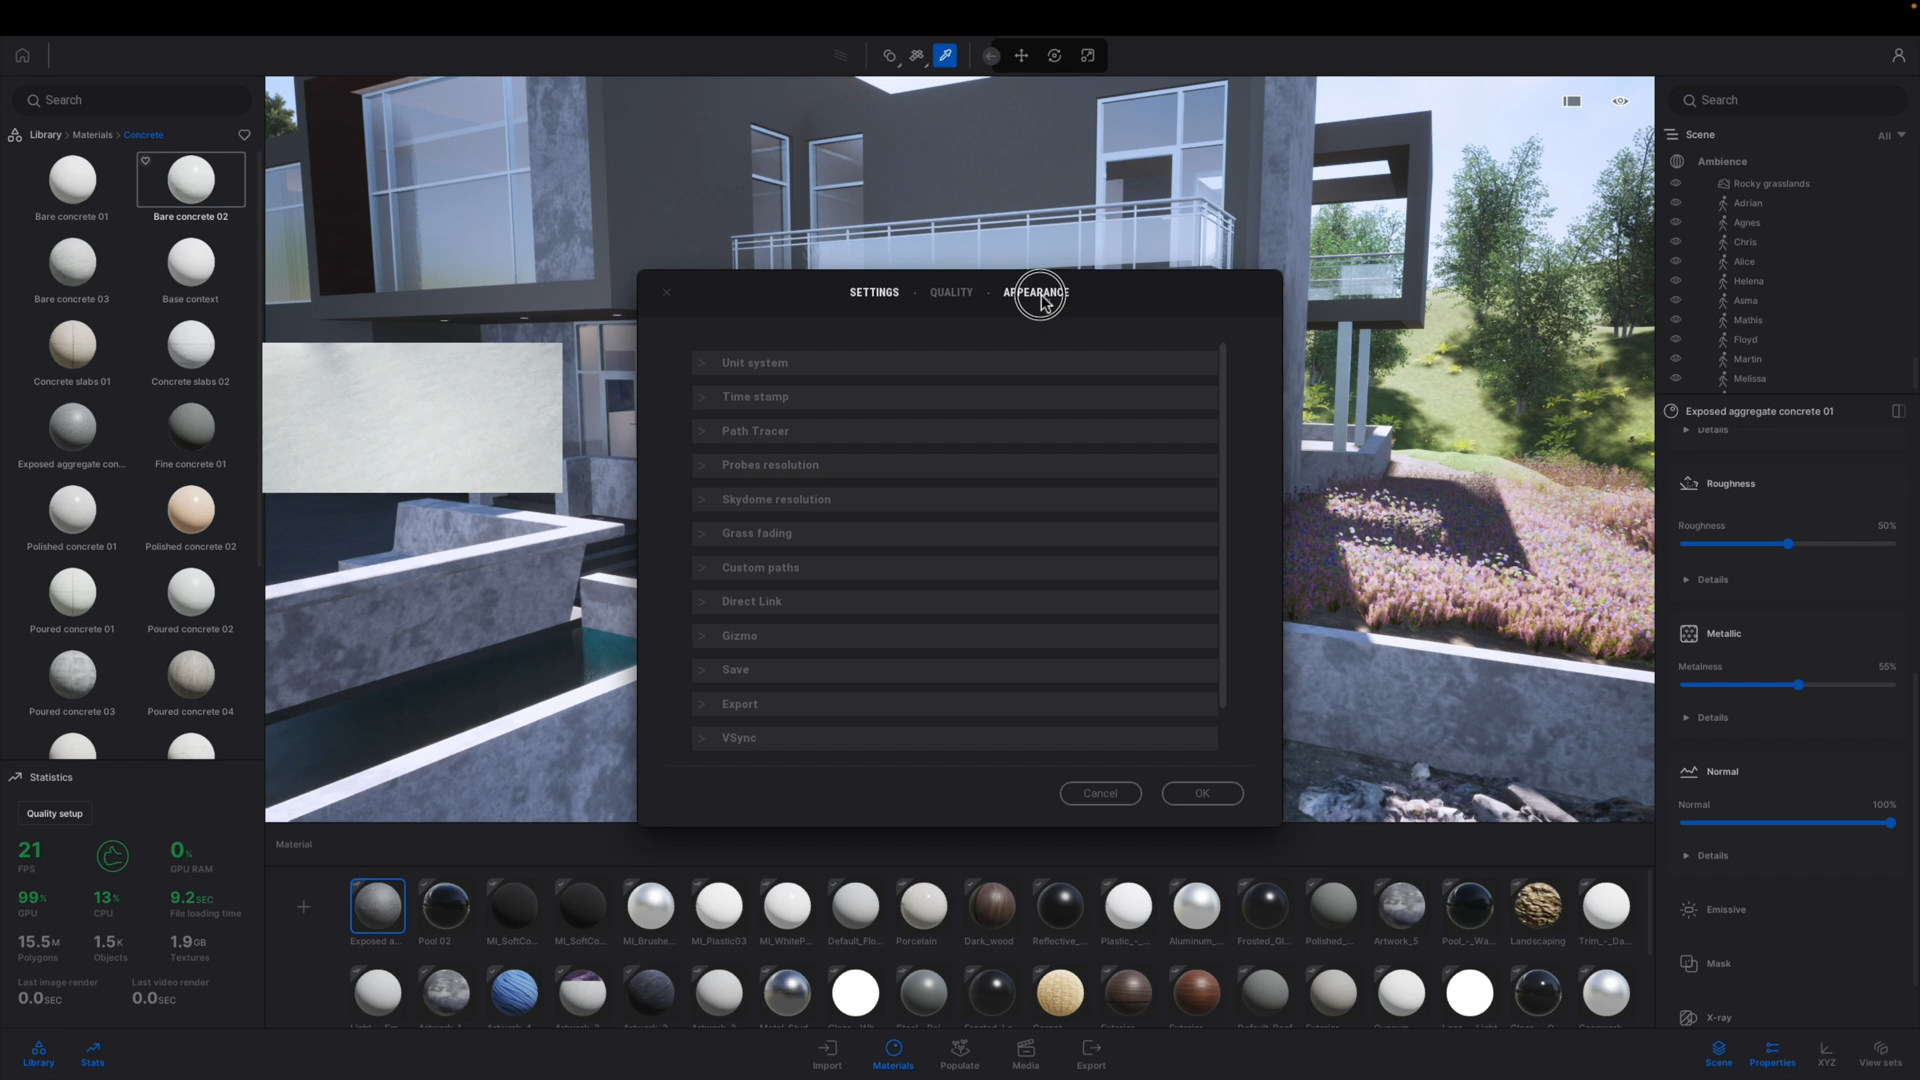 Search
Library > Materials > Concrete
Bare concrete 01
Bare concrete 02
Bare concrete 03
Base context
Concrete slabs 01
Concrete slabs 02
Exposed aggregate con...
Fine concrete 01
Polished concrete 01
Polished concrete 02
Poured concrete 01
Poured concrete 02
Poured concrete 03
Poured concrete 04
Statistics
Quality setup
21
FPS
0%
GPU RAM
99%
GPU
13%
CPU
9.2SEC
File loading time
15.5M
Polygons
1.5K
Objects
1.9GB
Textures
Last image render
0.0SEC
Last video render
0.0SEC
SETTINGS · QUALITY · APPEARANCE
> Unit system
> Time stamp
> Path Tracer
> Probes resolution
> Skydome resolution
> Grass fading
> Custom paths
> Direct Link
> Gizmo
> Save
> Export
> VSync
Cancel
OK
Search
Scene
All
Ambience
Rocky grasslands
Adrian
Agnes
Chris
Alice
Helena
Asma
Mathis
Floyd
Martin
Melissa
Exposed aggregate concrete 01
Details
Roughness
Roughness 50%
Details
Metallic
Metalness 55%
Details
Normal
Normal 100%
Details
Emissive
Mask
X-ray
Material
Exposed a...
Pool 02
MI_SoftCo...
MI_SoftCo...
MI_Brushe...
MI_Plastic03
MI_WhiteP...
Default_Flo...
Porcelain
Dark_wood
Reflective_...
Plastic_-_...
Aluminum_...
Frosted_Gl...
Polished_...
Artwork_5
Pool_-_Wa...
Landscaping
Trim_-_Da...
Library
Stats
Import
Materials
Populate
Media
Export
Scene
Properties
XYZ
View sets